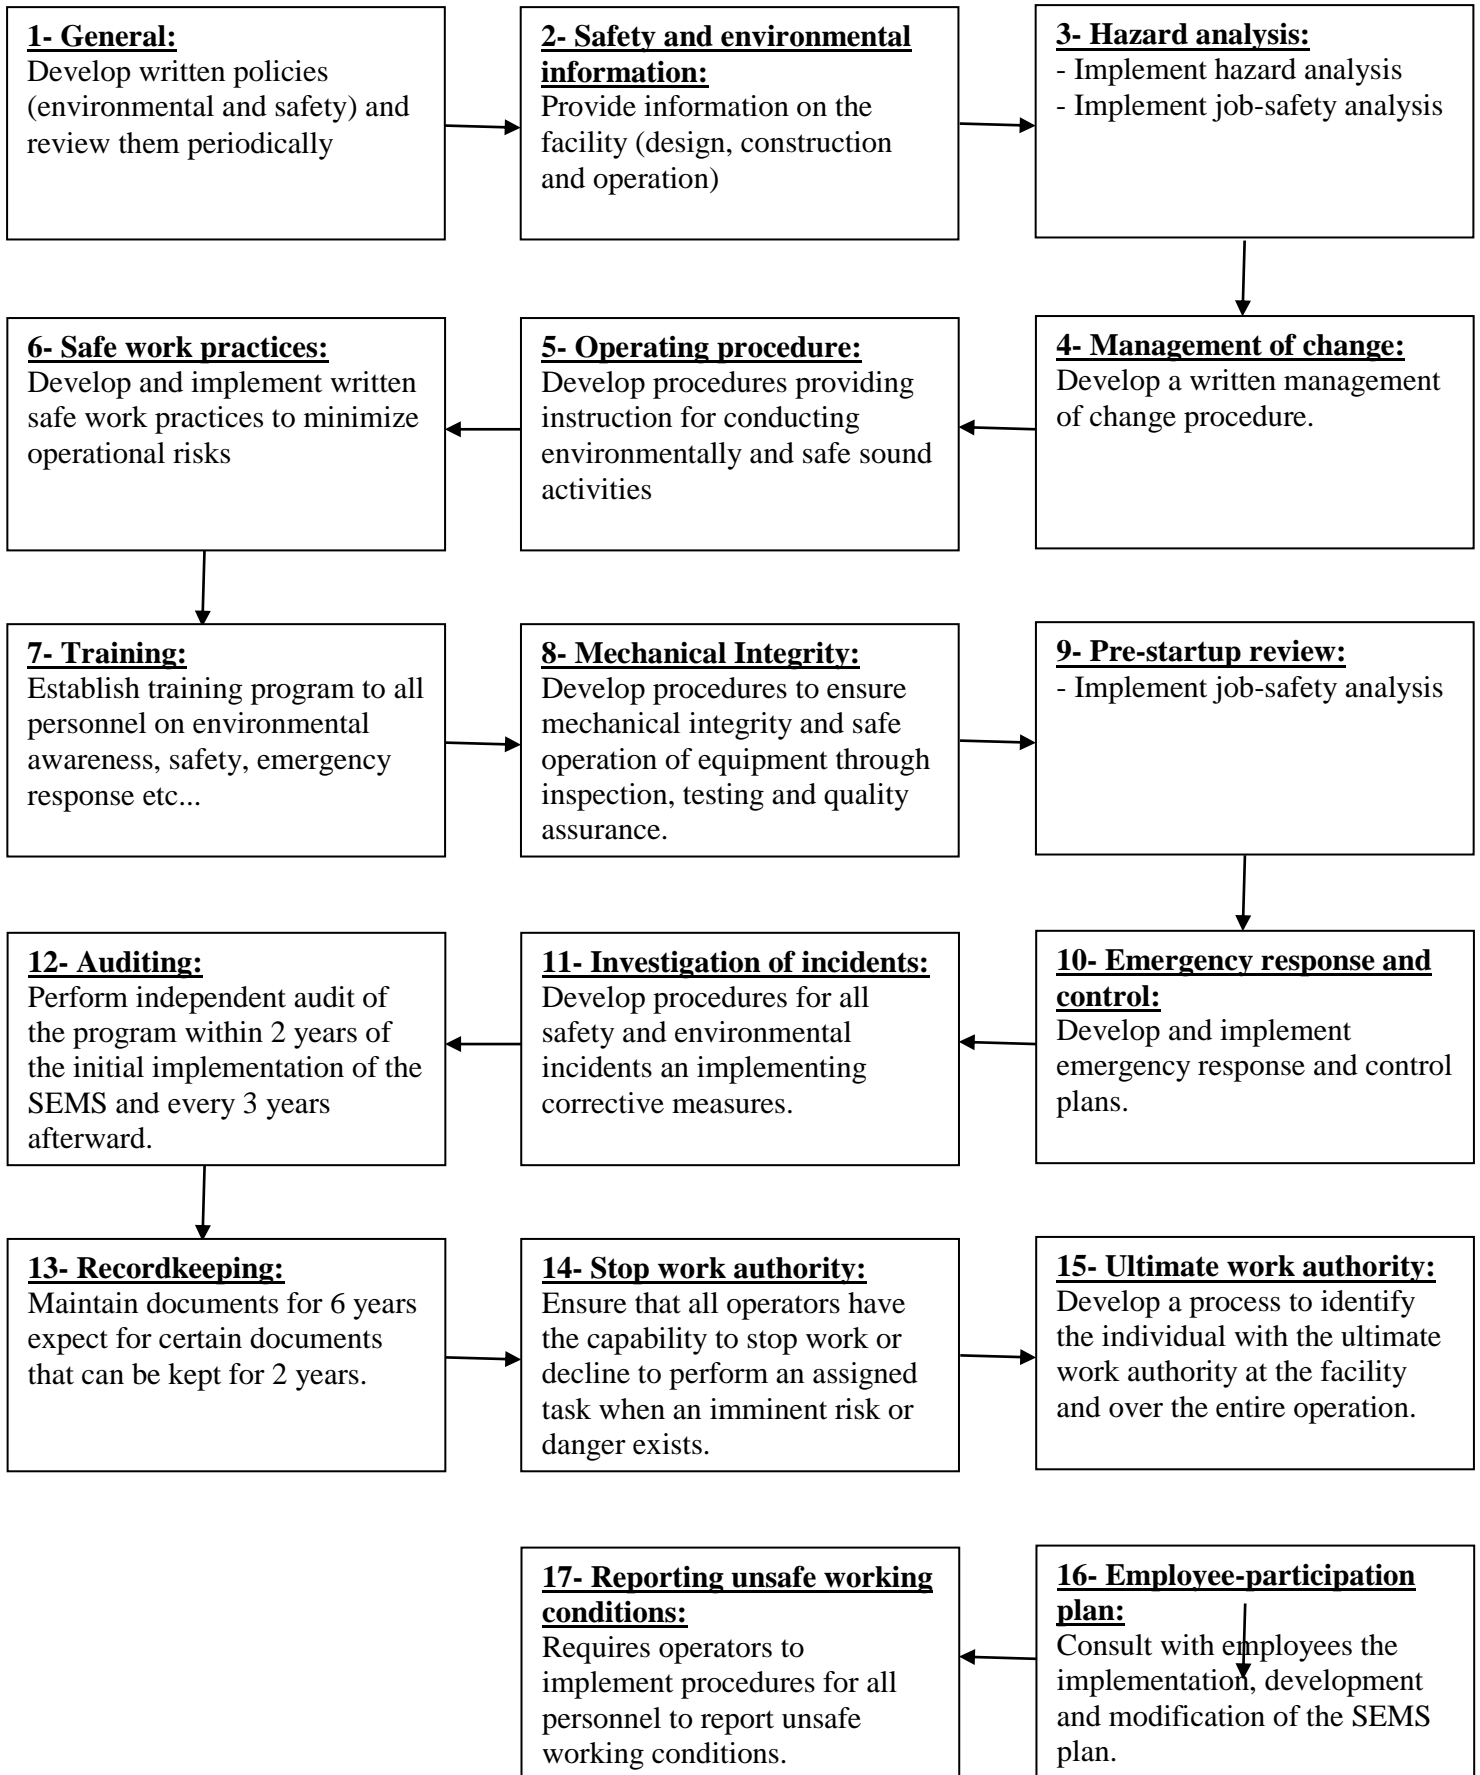 1- General:
Develop written policies
(environmental and safety) and
review them periodically
2- Safety and environmental
information:
Provide information on the
facility (design, construction
and operation)
3- Hazard analysis:
- Implement hazard analysis
- Implement job-safety analysis
4- Management of change:
Develop a written management
of change procedure.
5- Operating procedure:
Develop procedures providing
instruction for conducting
environmentally and safe sound
activities
6- Safe work practices:
Develop and implement written
safe work practices to minimize
operational risks
7- Training:
Establish training program to all
personnel on environmental
awareness, safety, emergency
response etc...
8- Mechanical Integrity:
Develop procedures to ensure
mechanical integrity and safe
operation of equipment through
inspection, testing and quality
assurance.
9- Pre-startup review:
- Implement job-safety analysis
10- Emergency response and
control:
Develop and implement
emergency response and control
plans.
11- Investigation of incidents:
Develop procedures for all
safety and environmental
incidents an implementing
corrective measures.
12- Auditing:
Perform independent audit of
the program within 2 years of
the initial implementation of the
SEMS and every 3 years
afterward.
13- Recordkeeping:
Maintain documents for 6 years
expect for certain documents
that can be kept for 2 years.
14- Stop work authority:
Ensure that all operators have
the capability to stop work or
decline to perform an assigned
task when an imminent risk or
danger exists.
15- Ultimate work authority:
Develop a process to identify
the individual with the ultimate
work authority at the facility
and over the entire operation.
16- Employee-participation
plan:
Consult with employees the
implementation, development
and modification of the SEMS
plan.
17- Reporting unsafe working
conditions:
Requires operators to
implement procedures for all
personnel to report unsafe
working conditions.